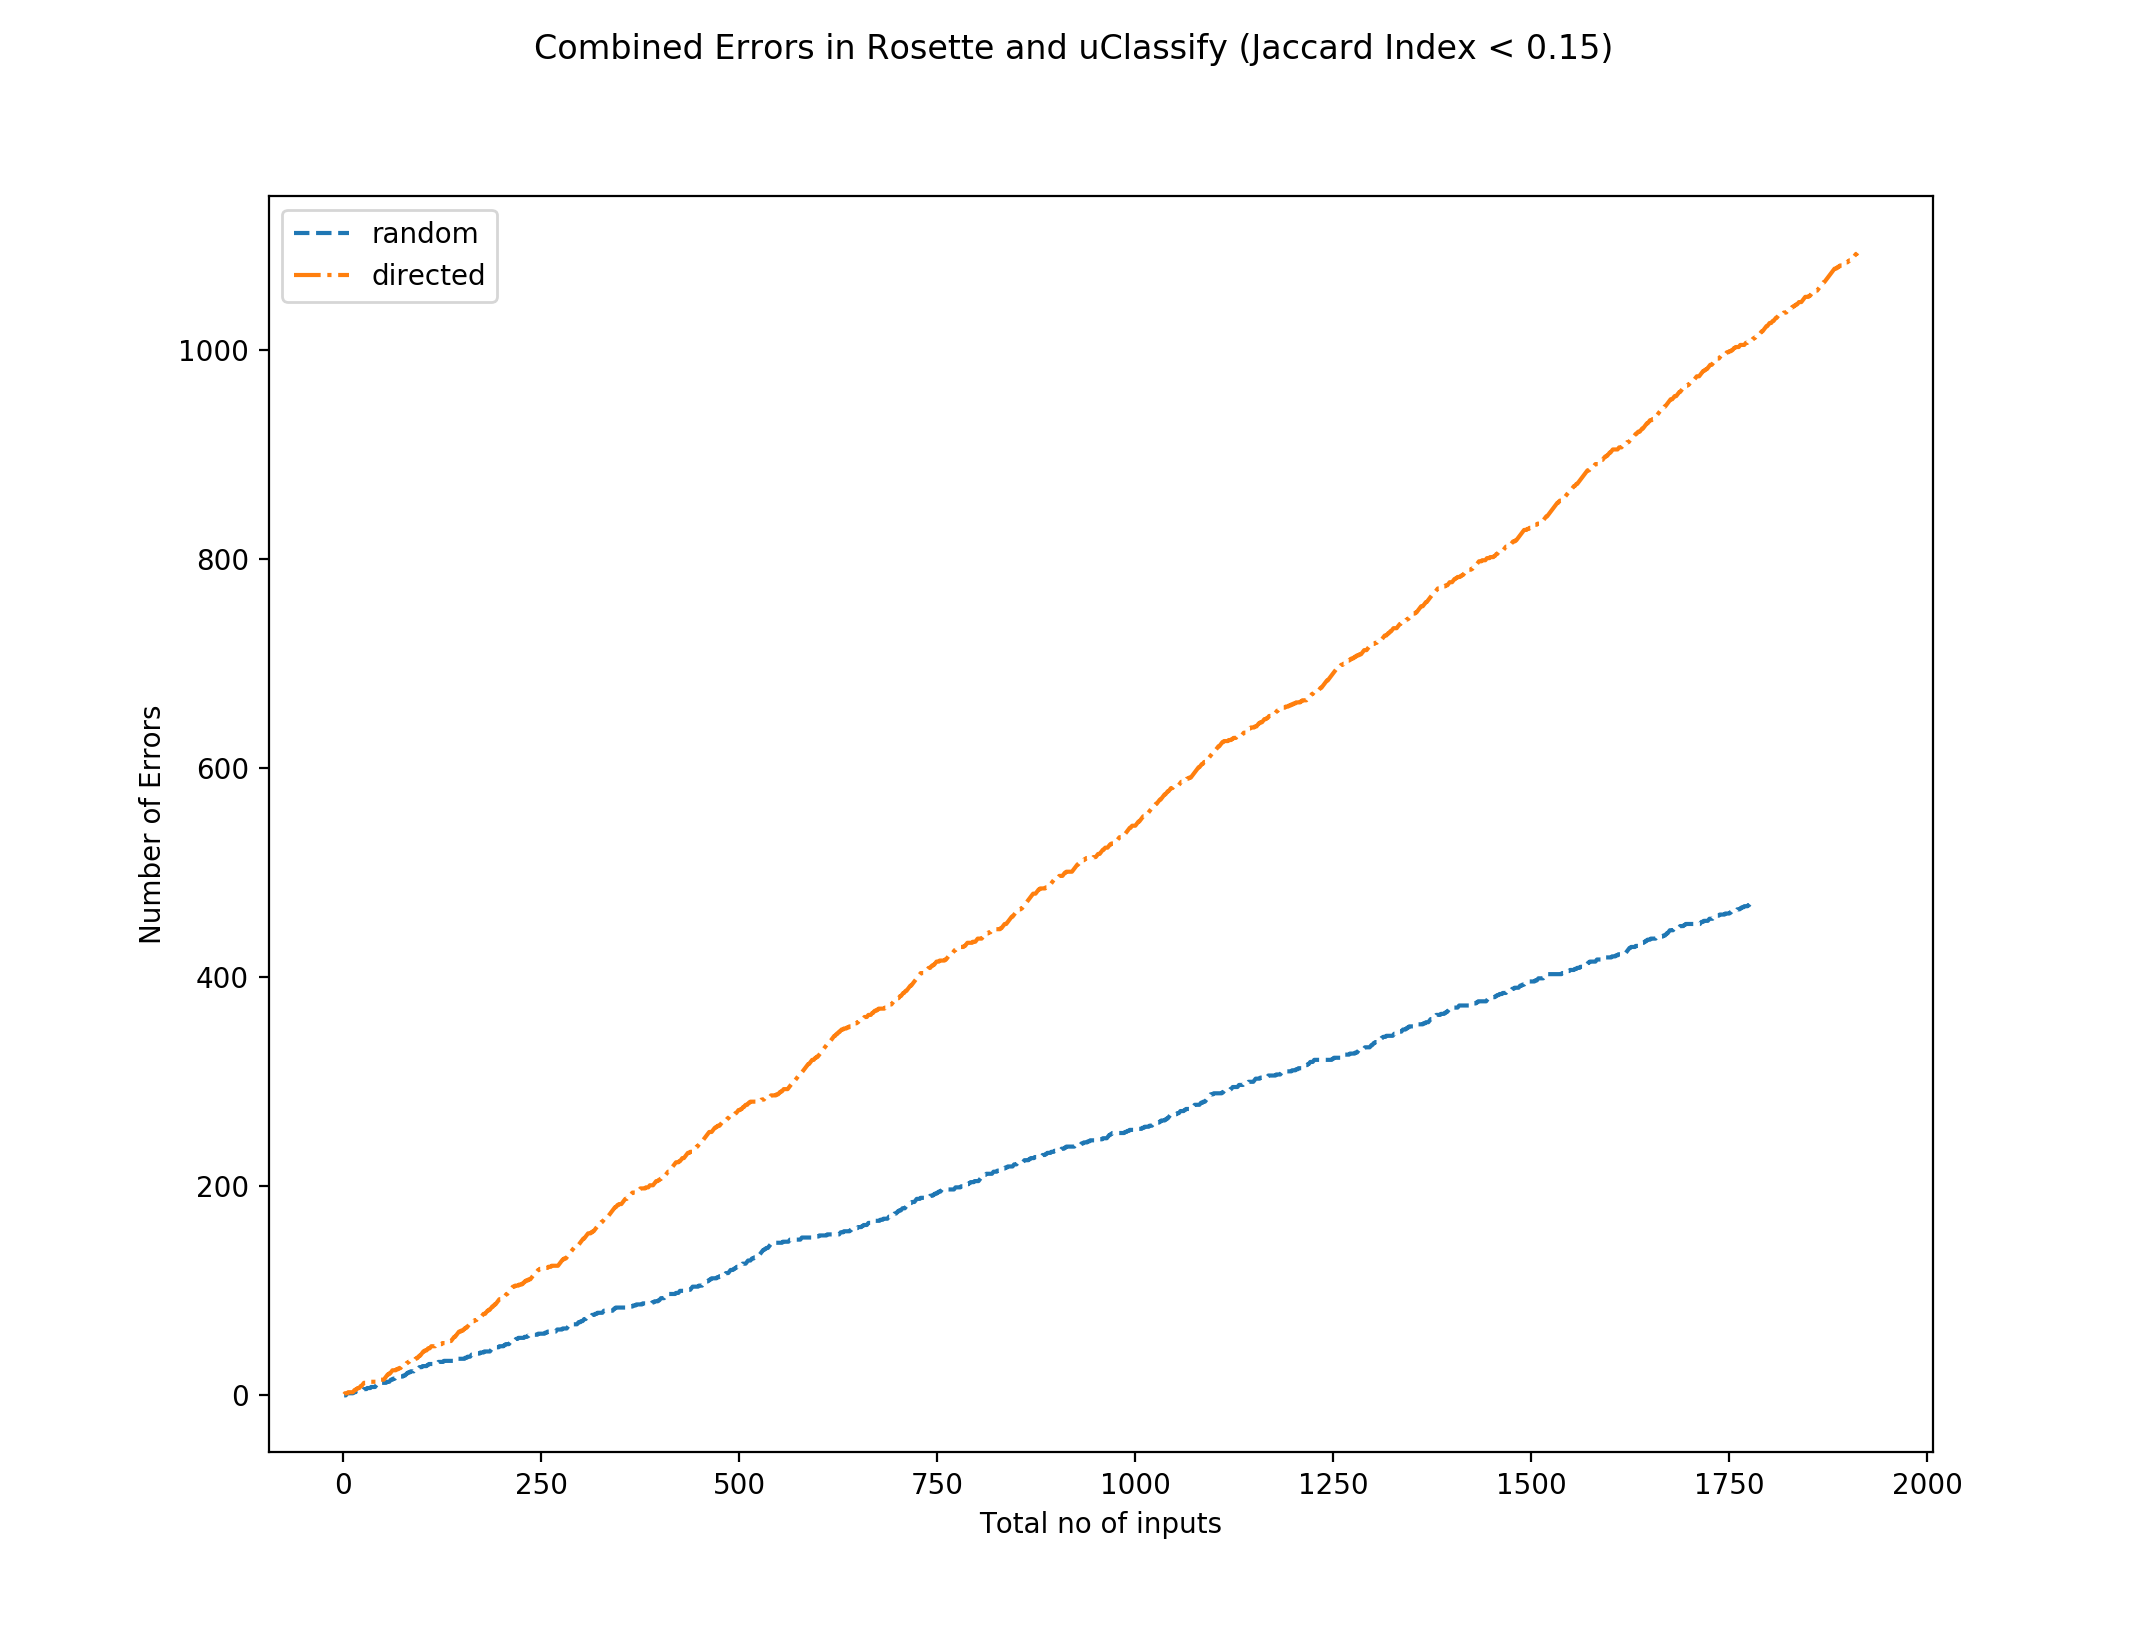 Combined Errors in Rosette and uClassify (Jaccard Index < 0.15)
random
directed
1000
800
600
400
200
0
Number of Errors
0 250 500 750 1000 1250 1500 1750 2000
Total no of inputs